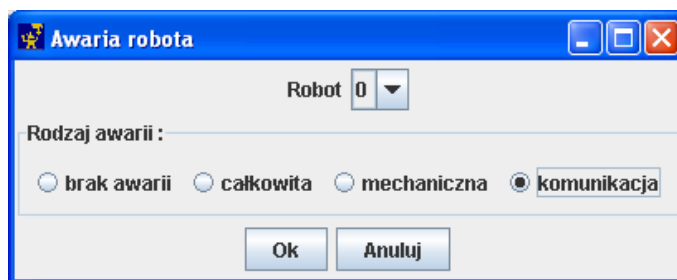 Awaria robota
Robot 0
Rodzaj awarii :
brak awarii całkowita mechaniczna komunikacja
Ok Anuluj